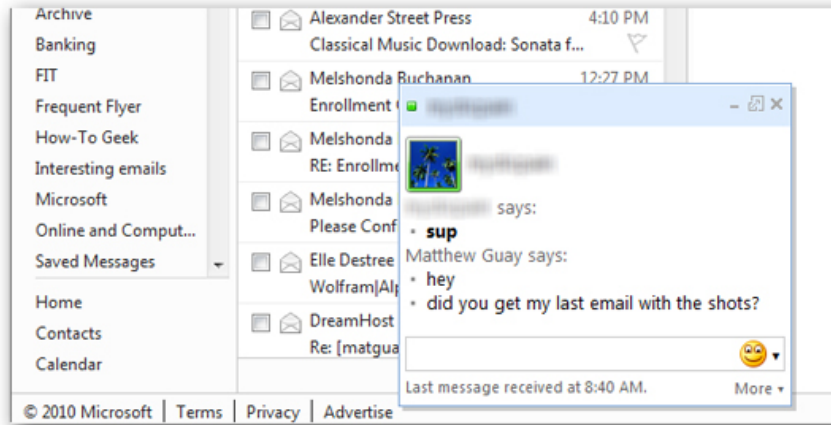 Archive
Banking
FIT
Frequent Flyer
How-To Geek
Interesting emails
Microsoft
Online and Comput...
Saved Messages
Home
Contacts
Calendar
Alexander Street Press 4:10 PM
Classical Music Download: Sonata f...
Melshonda Buchanan 12:27 PM
Enrollment
Melshonda
RE: Enrollme
Melshonda
Please Conf
Elle Destree
Wolfram|Alp
DreamHost
Re: [matgua
says:
sup
Matthew Guay says:
hey
did you get my last email with the shots?
Last message received at 8:40 AM. More
© 2010 Microsoft | Terms | Privacy | Advertise